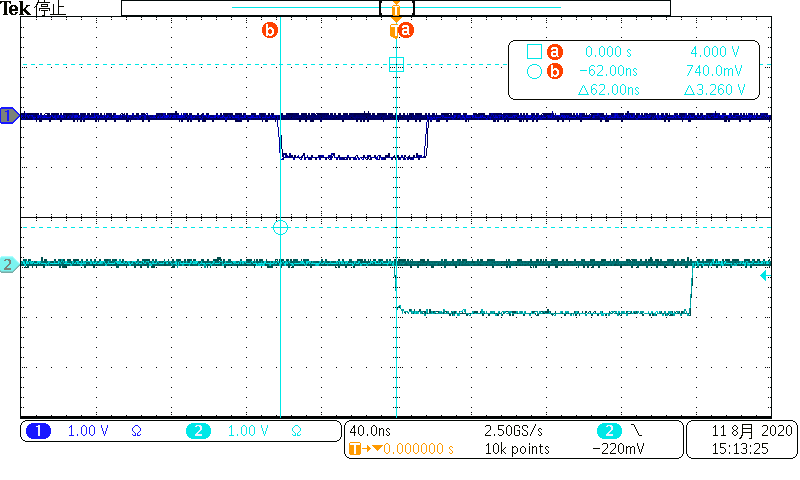 Tek 停止
T
b T a
a 0.000 s 4.000 V
b −62.00ns 740.0mV
△62.00ns △3.260 V
1
2
1 1.00 V Ω 2 1.00 V Ω
40.0ns 2.50GS/s 2 −220mV
T→▼0.000000 s 10k points
11 8月 2020
15:13:25